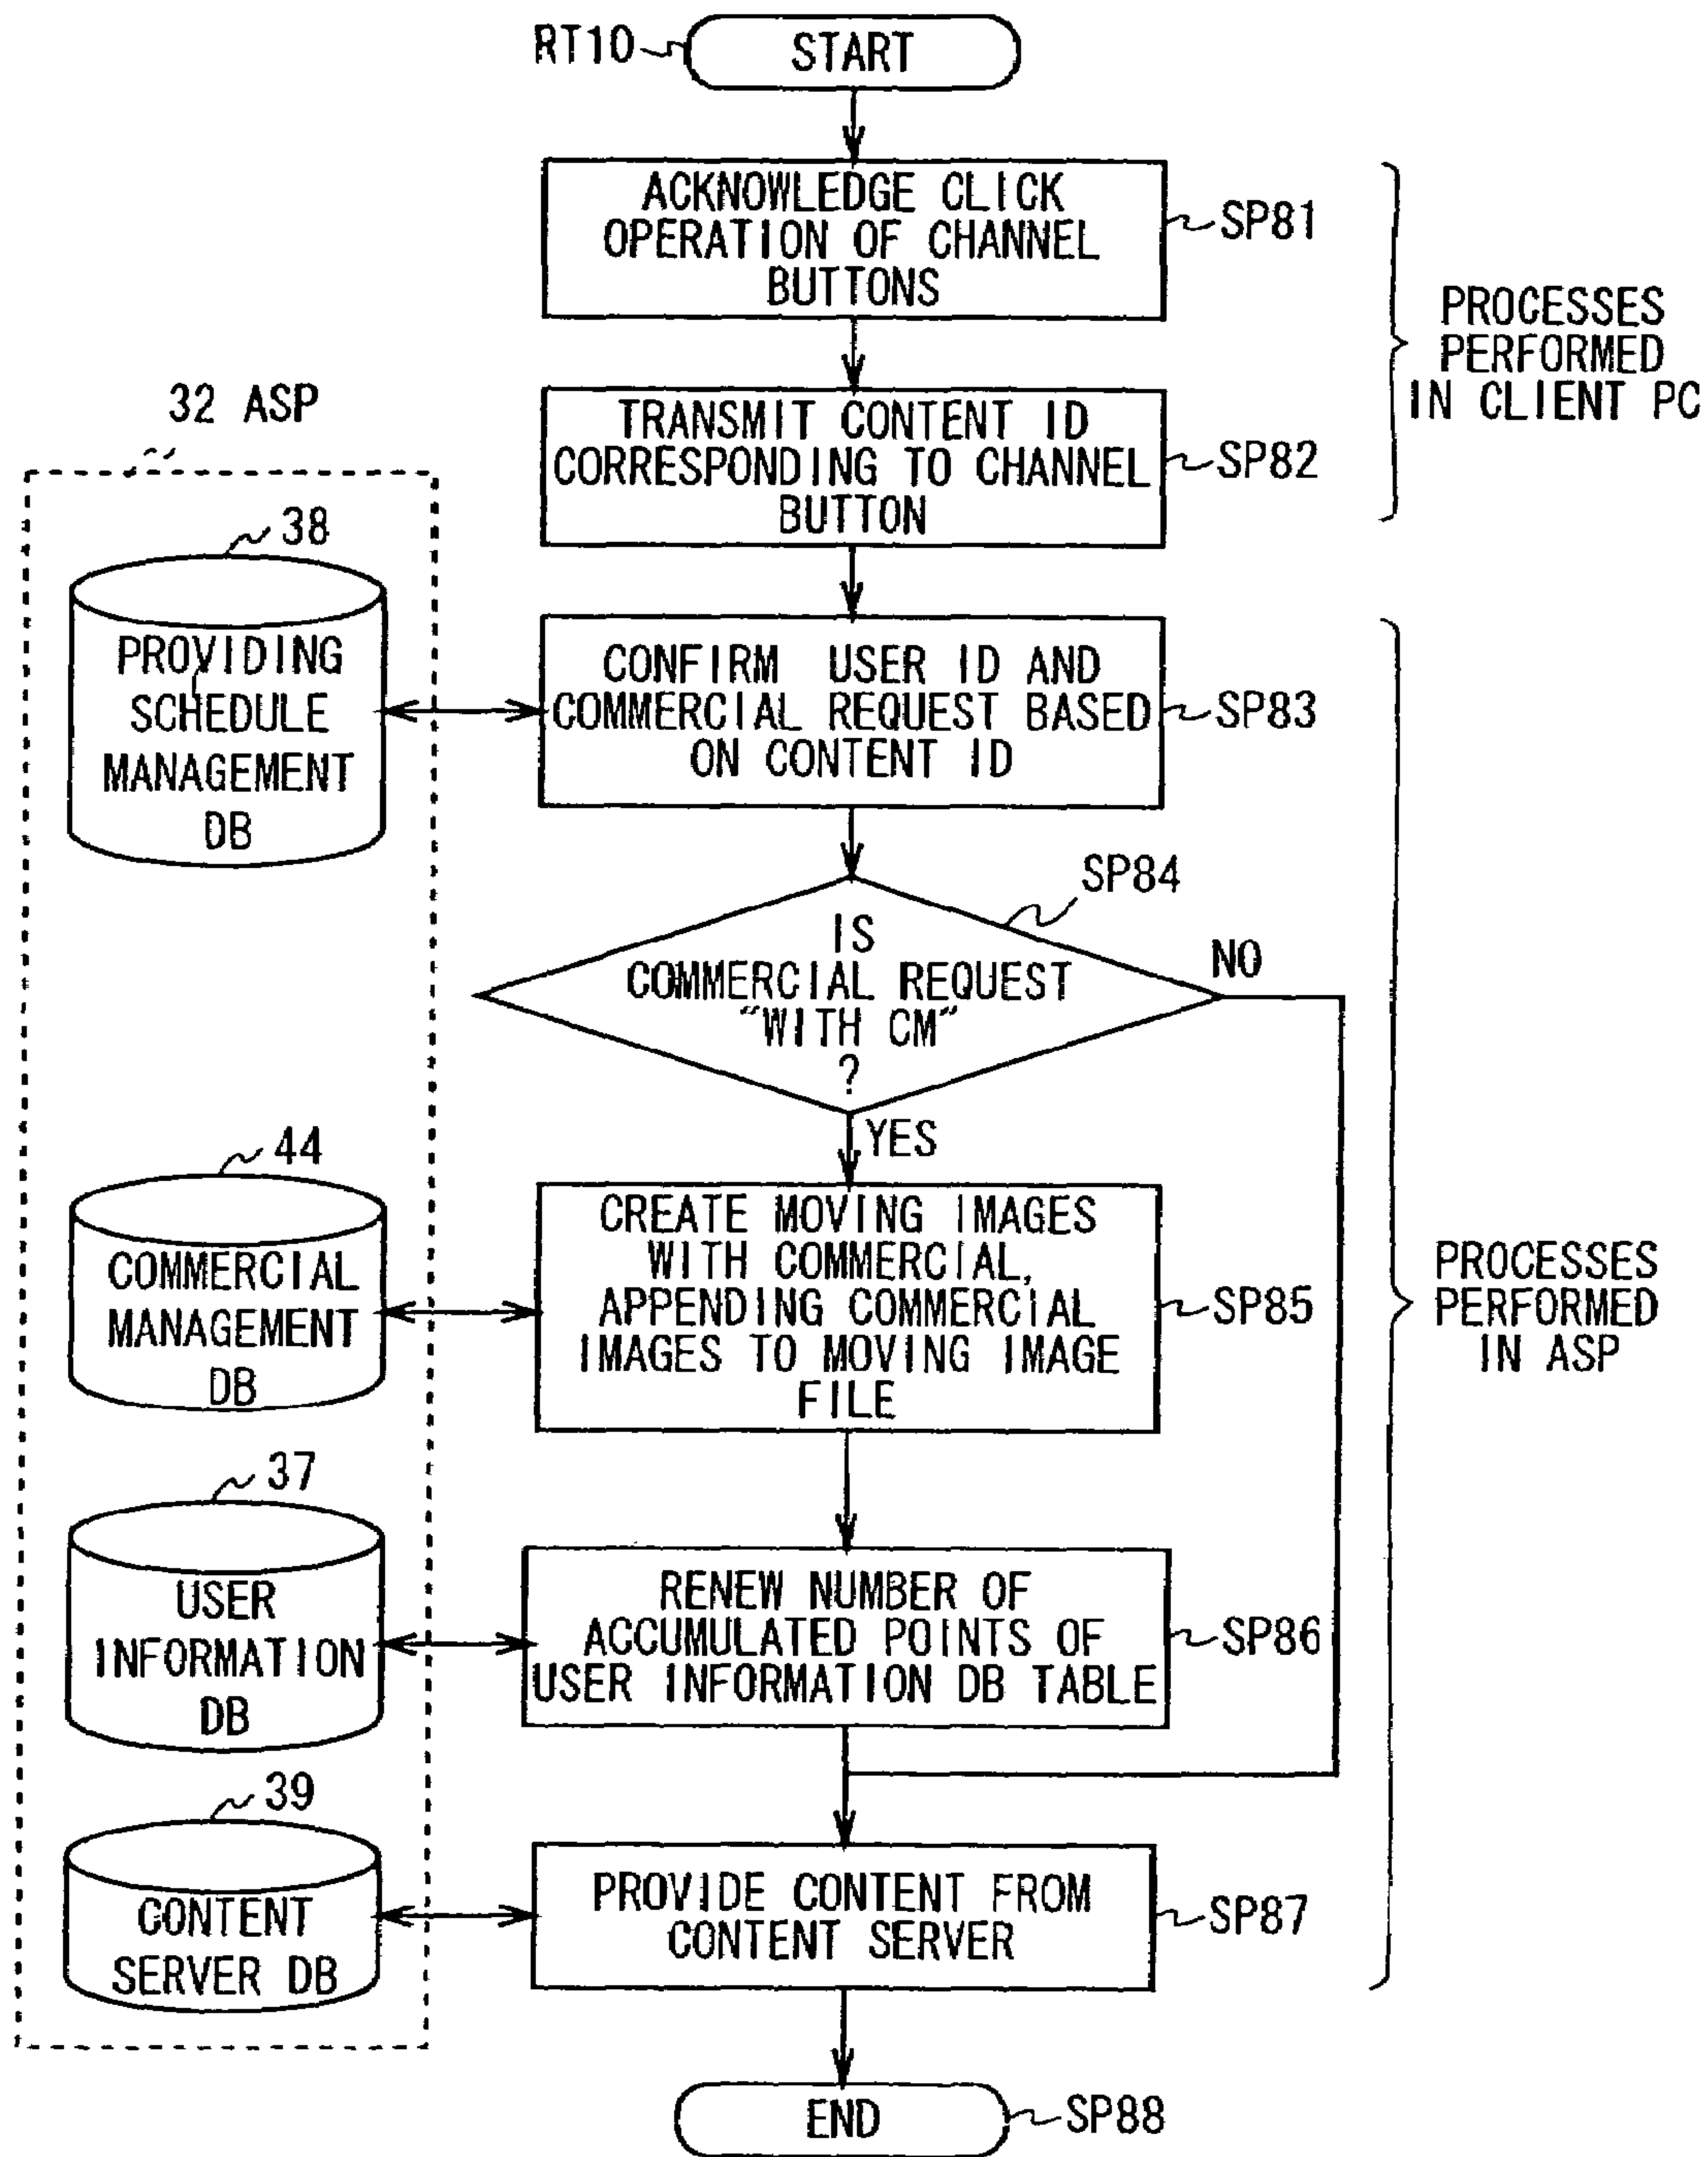 RT10
START
ACKNOWLEDGE CLICK
OPERATION OF CHANNEL
BUTTONS
SP81
PROCESSES
PERFORMED
IN CLIENT PC
TRANSMIT CONTENT ID
CORRESPONDING TO CHANNEL
BUTTON
SP82
32 ASP
38
PROVIDING
SCHEDULE
MANAGEMENT
DB
CONFIRM USER ID AND
COMMERCIAL REQUEST BASED
ON CONTENT ID
SP83
SP84
IS
COMMERCIAL REQUEST
"WITH CM"
?
NO
YES
44
COMMERCIAL
MANAGEMENT
DB
CREATE MOVING IMAGES
WITH COMMERCIAL,
APPENDING COMMERCIAL
IMAGES TO MOVING IMAGE
FILE
SP85
PROCESSES
PERFORMED
IN ASP
37
USER
INFORMATION
DB
RENEW NUMBER OF
ACCUMULATED POINTS OF
USER INFORMATION DB TABLE
SP86
39
CONTENT
SERVER DB
PROVIDE CONTENT FROM
CONTENT SERVER
SP87
END
SP88